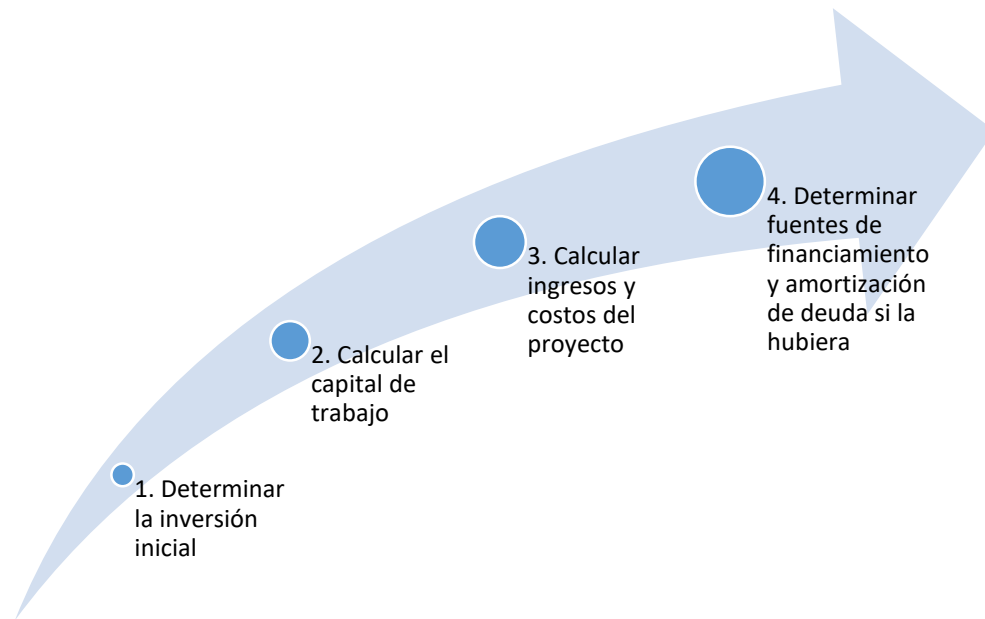 1. Determinar
la inversión
inicial
2. Calcular el
capital de
trabajo
3. Calcular
ingresos y
costos del
proyecto
4. Determinar
fuentes de
financiamiento
y amortización
de deuda si la
hubiera